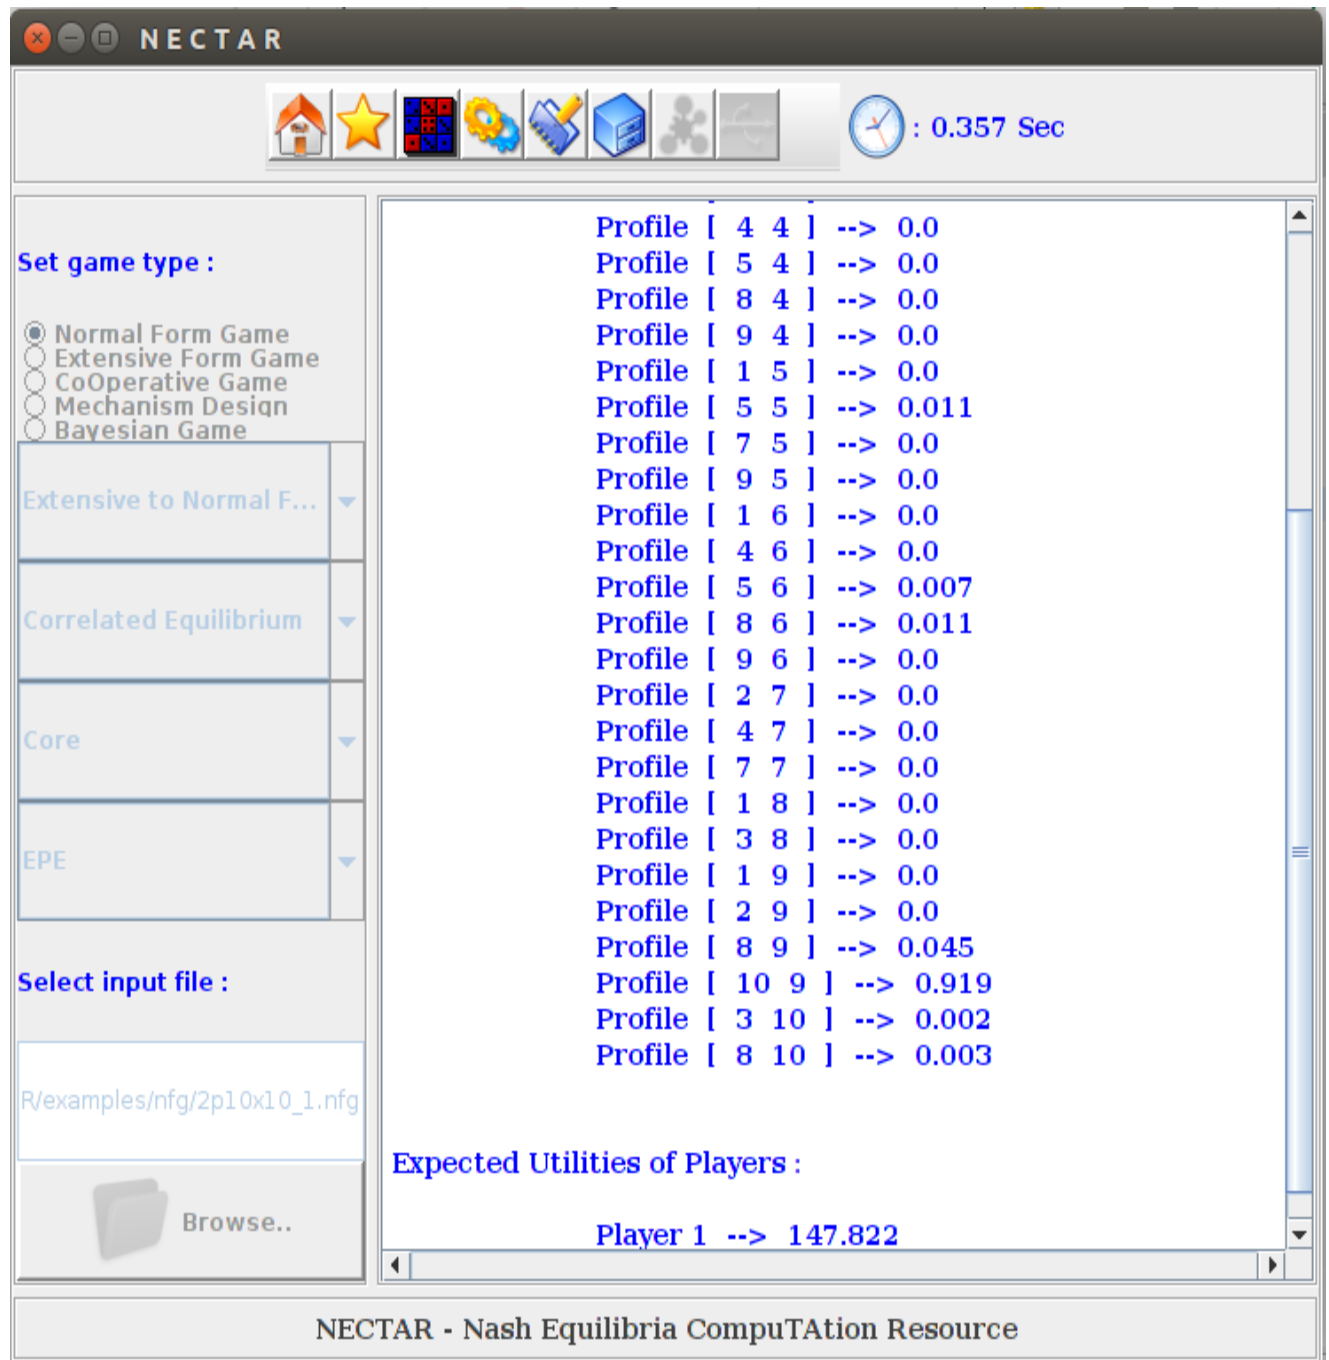 NECTAR
: 0.357 Sec
Set game type :
Normal Form Game
Extensive Form Game
CoOperative Game
Mechanism Design
Bayesian Game
Extensive to Normal F...
Correlated Equilibrium
Core
EPE
Select input file :
R/examples/nfg/2p10x10_1.nfg
Browse..
Profile [ 4 4 ] --> 0.0
Profile [ 5 4 ] --> 0.0
Profile [ 8 4 ] --> 0.0
Profile [ 9 4 ] --> 0.0
Profile [ 1 5 ] --> 0.0
Profile [ 5 5 ] --> 0.011
Profile [ 7 5 ] --> 0.0
Profile [ 9 5 ] --> 0.0
Profile [ 1 6 ] --> 0.0
Profile [ 4 6 ] --> 0.0
Profile [ 5 6 ] --> 0.007
Profile [ 8 6 ] --> 0.011
Profile [ 9 6 ] --> 0.0
Profile [ 2 7 ] --> 0.0
Profile [ 4 7 ] --> 0.0
Profile [ 7 7 ] --> 0.0
Profile [ 1 8 ] --> 0.0
Profile [ 3 8 ] --> 0.0
Profile [ 1 9 ] --> 0.0
Profile [ 2 9 ] --> 0.0
Profile [ 8 9 ] --> 0.045
Profile [ 10 9 ] --> 0.919
Profile [ 3 10 ] --> 0.002
Profile [ 8 10 ] --> 0.003
Expected Utilities of Players :
Player 1 --> 147.822
NECTAR - Nash Equilibria CompuTAtion Resource